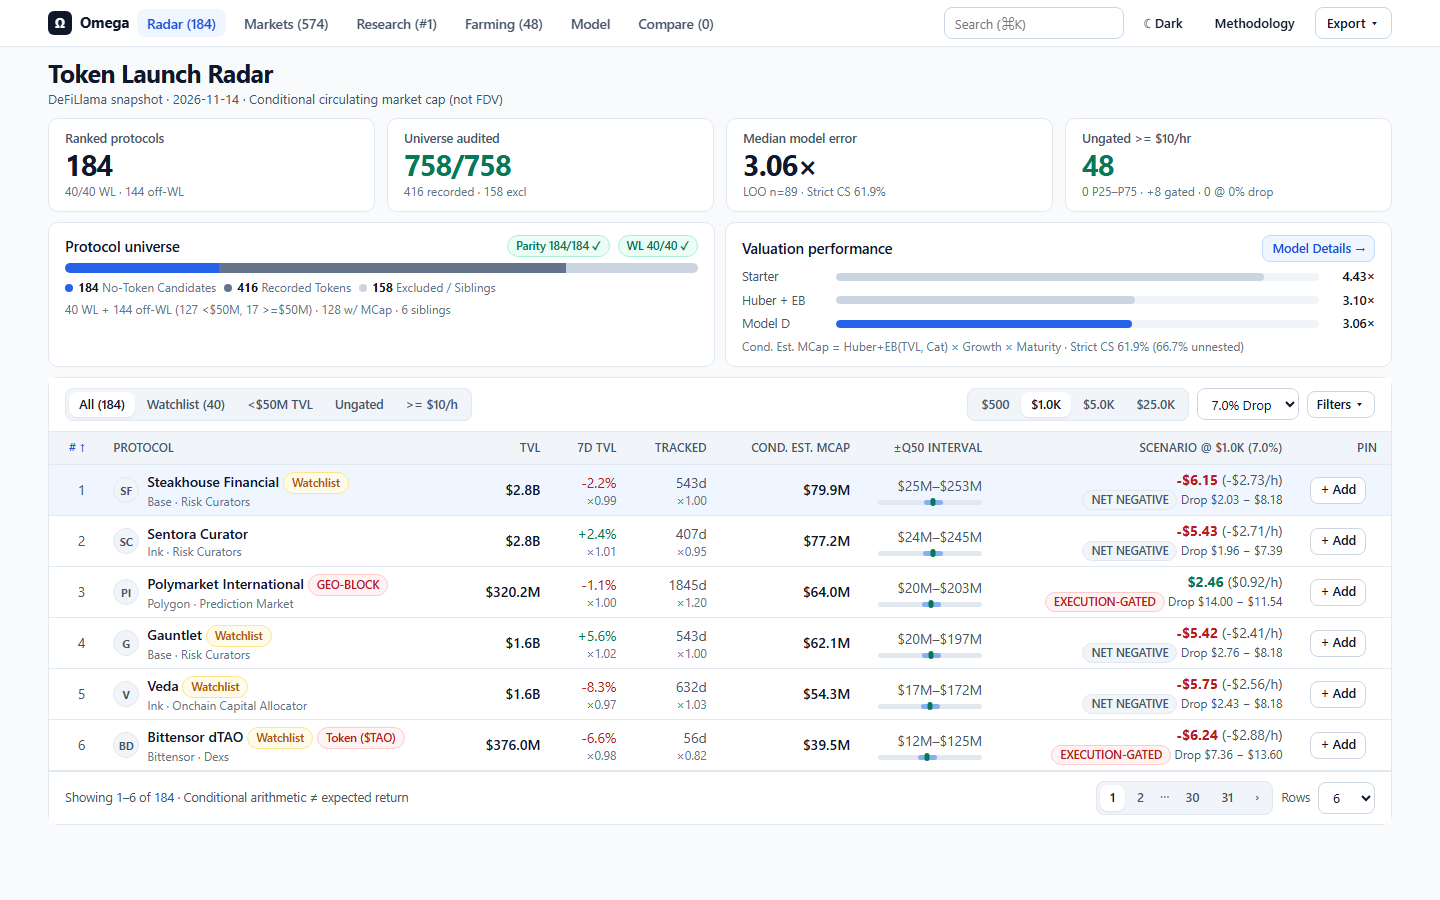 Ω Omega Radar (184) Markets (574) Research (#1) Farming (48) Model Compare (0) Search (⌘K) ☾ Dark Methodology Export ▾
Token Launch Radar
DeFiLlama snapshot · 2026-11-14 · Conditional circulating market cap (not FDV)
Ranked protocols
184
40/40 WL · 144 off-WL
Universe audited
758/758
416 recorded · 158 excl
Median model error
3.06×
LOO n=89 · Strict CS 61.9%
Ungated >= $10/hr
48
0 P25–P75 · +8 gated · 0 @ 0% drop
Protocol universe Parity 184/184 ✓ WL 40/40 ✓
184 No-Token Candidates 416 Recorded Tokens 158 Excluded / Siblings
40 WL + 144 off-WL (127 <$50M, 17 >=$50M) · 128 w/ MCap · 6 siblings
Valuation performance Model Details →
Starter 4.43×
Huber + EB 3.10×
Model D 3.06×
Cond. Est. MCap = Huber+EB(TVL, Cat) × Growth × Maturity · Strict CS 61.9% (66.7% unnested)
All (184) Watchlist (40) <$50M TVL Ungated >= $10/h $500 $1.0K $5.0K $25.0K 7.0% Drop Filters ▾
# ↑ PROTOCOL TVL 7D TVL TRACKED COND. EST. MCAP ±Q50 INTERVAL SCENARIO @ $1.0K (7.0%) PIN
1 SF Steakhouse Financial Watchlist $2.8B -2.2% 543d $79.9M $25M–$253M -$6.15 (-$2.73/h) + Add
Base · Risk Curators ×0.99 ×1.00 NET NEGATIVE Drop $2.03 – $8.18
2 SC Sentora Curator $2.8B +2.4% 407d $77.2M $24M–$245M -$5.43 (-$2.71/h) + Add
Ink · Risk Curators ×1.01 ×0.95 NET NEGATIVE Drop $1.96 – $7.39
3 PI Polymarket International GEO-BLOCK $320.2M -1.1% 1845d $64.0M $20M–$203M $2.46 ($0.92/h) + Add
Polygon · Prediction Market ×1.00 ×1.20 EXECUTION-GATED Drop $14.00 – $11.54
4 G Gauntlet Watchlist $1.6B +5.6% 543d $62.1M $20M–$197M -$5.42 (-$2.41/h) + Add
Base · Risk Curators ×1.02 ×1.00 NET NEGATIVE Drop $2.76 – $8.18
5 V Veda Watchlist $1.6B -8.3% 632d $54.3M $17M–$172M -$5.75 (-$2.56/h) + Add
Ink · Onchain Capital Allocator ×0.97 ×1.03 NET NEGATIVE Drop $2.43 – $8.18
6 BD Bittensor dTAO Watchlist Token ($TAO) $376.0M -6.6% 56d $39.5M $12M–$125M -$6.24 (-$2.88/h) + Add
Bittensor · Dexs ×0.98 ×0.82 EXECUTION-GATED Drop $7.36 – $13.60
Showing 1–6 of 184 · Conditional arithmetic ≠ expected return 1 2 ··· 30 31 › Rows 6